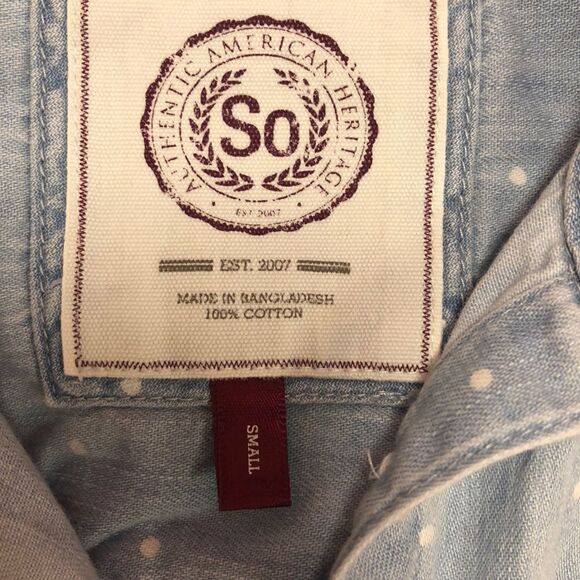 AUTHENTIC AMERICAN HERITAGE
So
EST 2007
EST. 2007
MADE IN BANGLADESH
100% COTTON
SMALL